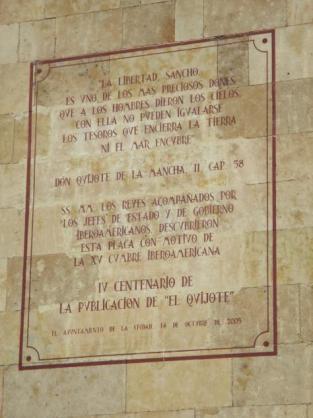 "LA LIBERTAD, SANCHO,
ES VNO DE LOS MAS PRECIOSOS DONES
QVE A LOS HOMBRES DIERON LOS CIELOS.
CON ELLA NO PVEDEN IGVALARSE
LOS TESOROS QVE ENCIERRA LA TIERRA
NI EL MAR ENCVBRE"
DON QVIJOTE DE LA MANCHA. II. CAP 58
SS. MM. LOS REYES ACOMPAÑADOS POR
LOS JEFES DE ESTADO Y DE GOBIERNO
IBEROAMERICANOS, DESCVBRIERON
ESTA PLACA CON MOTIVO DE
LA XV CVMBRE IBEROAMERICANA
IV CENTENARIO DE
LA PVBLICACION DE "EL QVIJOTE"
EL AYVNTAMIENTO DE LA CIVDAD, 14 DE OCTVBRE DE 2005